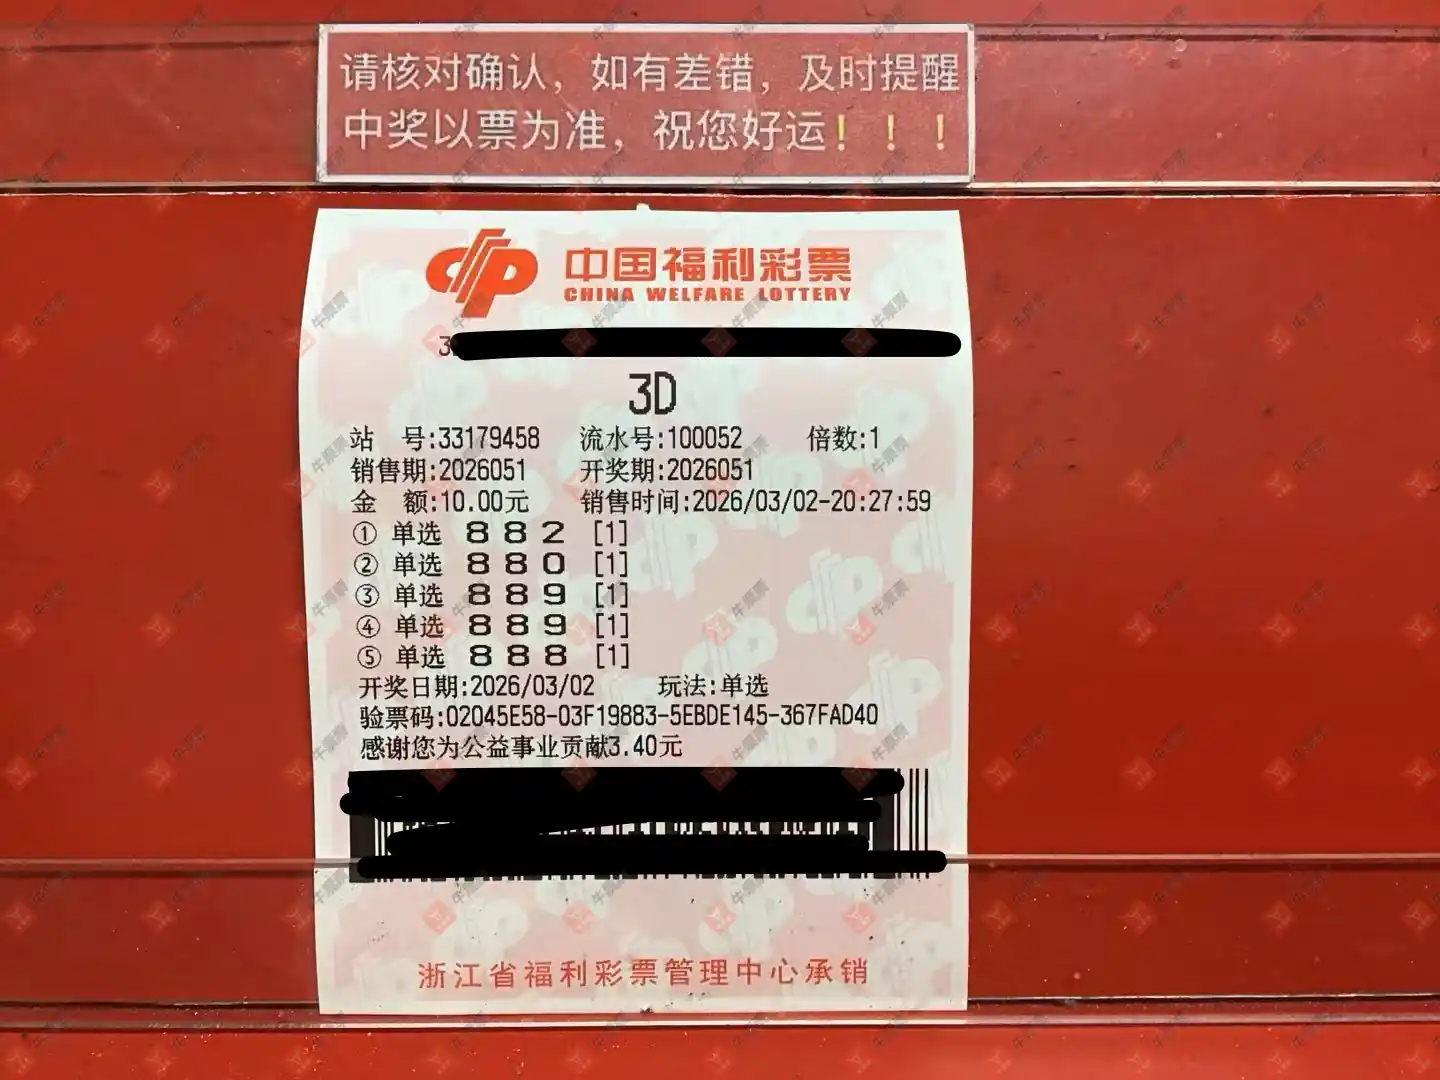 请核对确认，如有差错，及时提醒
中奖以票为准，祝您好运！！！
中国福利彩票
CHINA WELFARE LOTTERY
3D
站 号:33179458 流水号:100052 倍数:1
销售期:2026051 开奖期:2026051
金 额:10.00元 销售时间:2026/03/02-20:27:59
① 单选 8 8 2 [1]
② 单选 8 8 0 [1]
③ 单选 8 8 9 [1]
④ 单选 8 8 9 [1]
⑤ 单选 8 8 8 [1]
开奖日期:2026/03/02 玩法:单选
验票码:02045E58-03F19883-5EBDE145-367FAD40
感谢您为公益事业贡献3.40元
浙江省福利彩票管理中心承销
牛票票